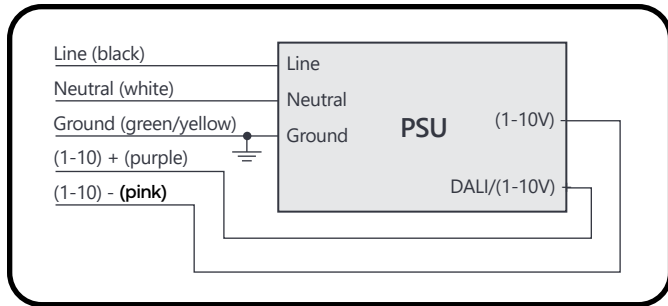 Line (black)
Neutral (white)
Ground (green/yellow)
(1-10) + (purple)
(1-10) - (pink)
Line
Neutral
Ground
PSU
(1-10V)
DALI/(1-10V)